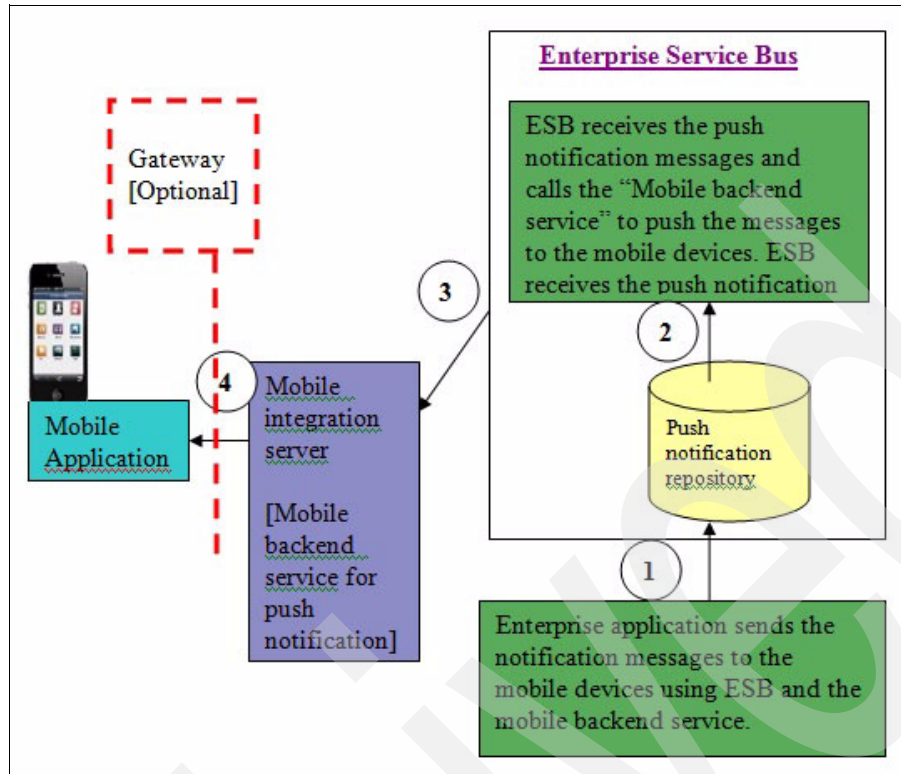 Enterprise Service Bus
ESB receives the push
notification messages and
calls the “Mobile backend
service” to push the messages
to the mobile devices. ESB
receives the push notification
Gateway
[Optional]
3
2
4
Mobile
integration
server
[Mobile
backend
service for
push
notification]
Mobile
Application
Push
notification
repository
1
Enterprise application sends the
notification messages to the
mobile devices using ESB and the
mobile backend service.